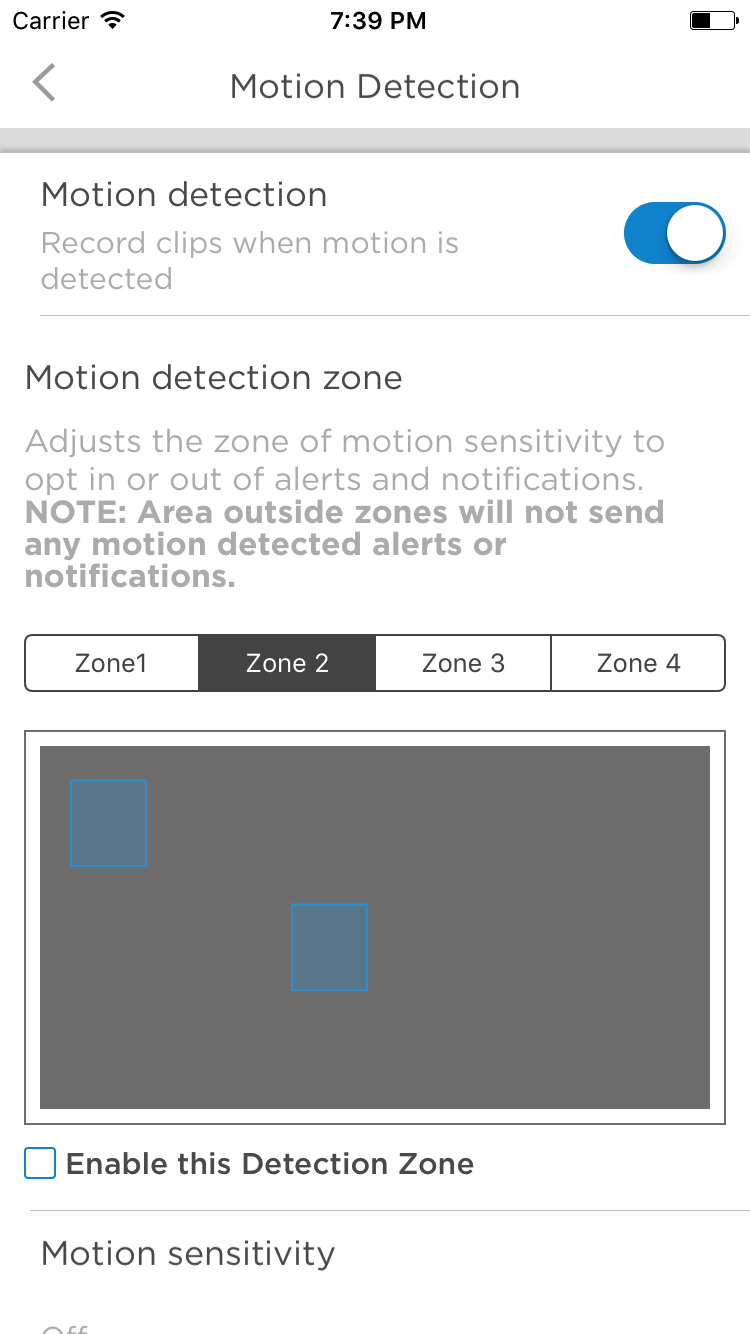 Carrier 7:39 PM
Motion Detection
Motion detection
Record clips when motion is
detected
Motion detection zone
Adjusts the zone of motion sensitivity to
opt in or out of alerts and notifications.
NOTE: Area outside zones will not send
any motion detected alerts or
notifications.
Zone1 Zone 2 Zone 3 Zone 4
Enable this Detection Zone
Motion sensitivity
Off